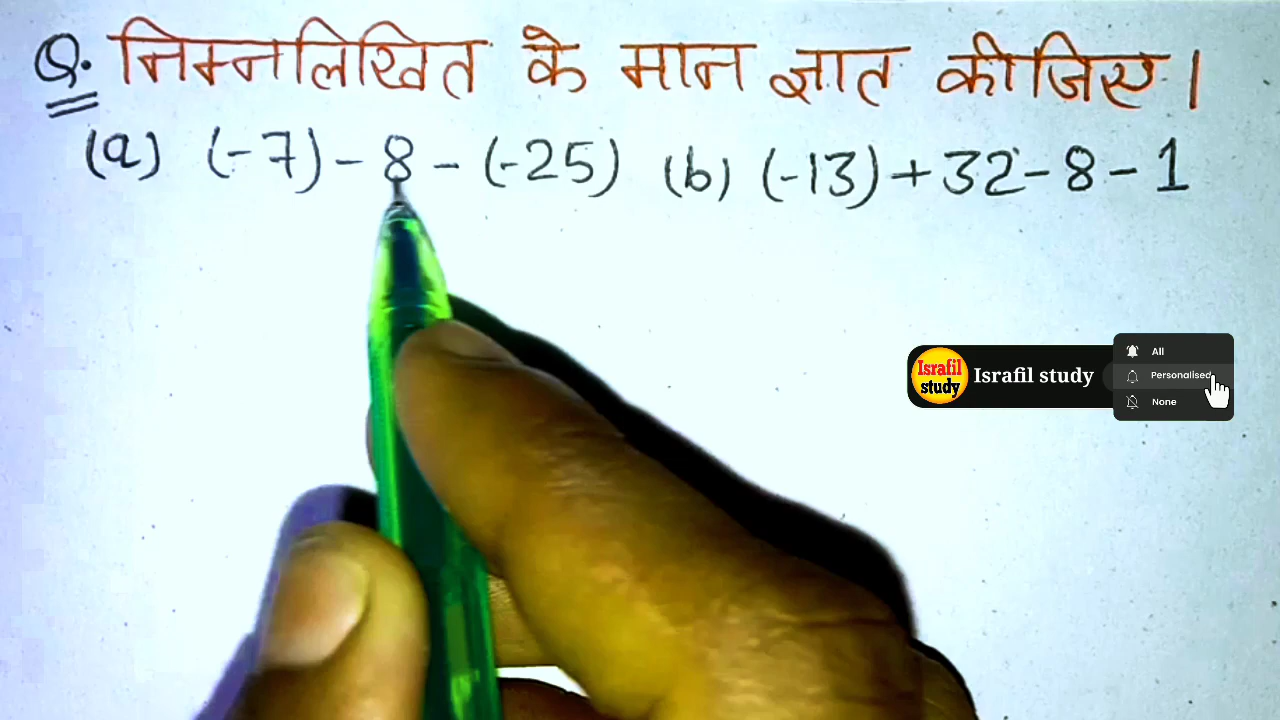 Q. निम्नलिखित के मान ज्ञात कीजिए।
(a) (-7) - 8 - (-25) (b) (-13) + 32 - 8 - 1
Israfil study
Israfil study
All
Personalised
None